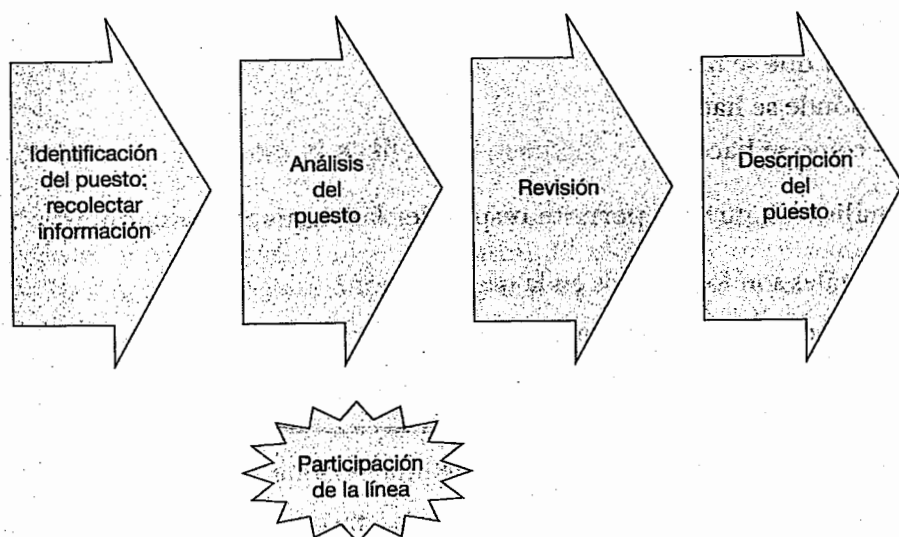 Identificación
del puesto:
recolectar
información
Análisis
del
puesto
Revisión
Descripción
del
puesto
Participación
de la línea